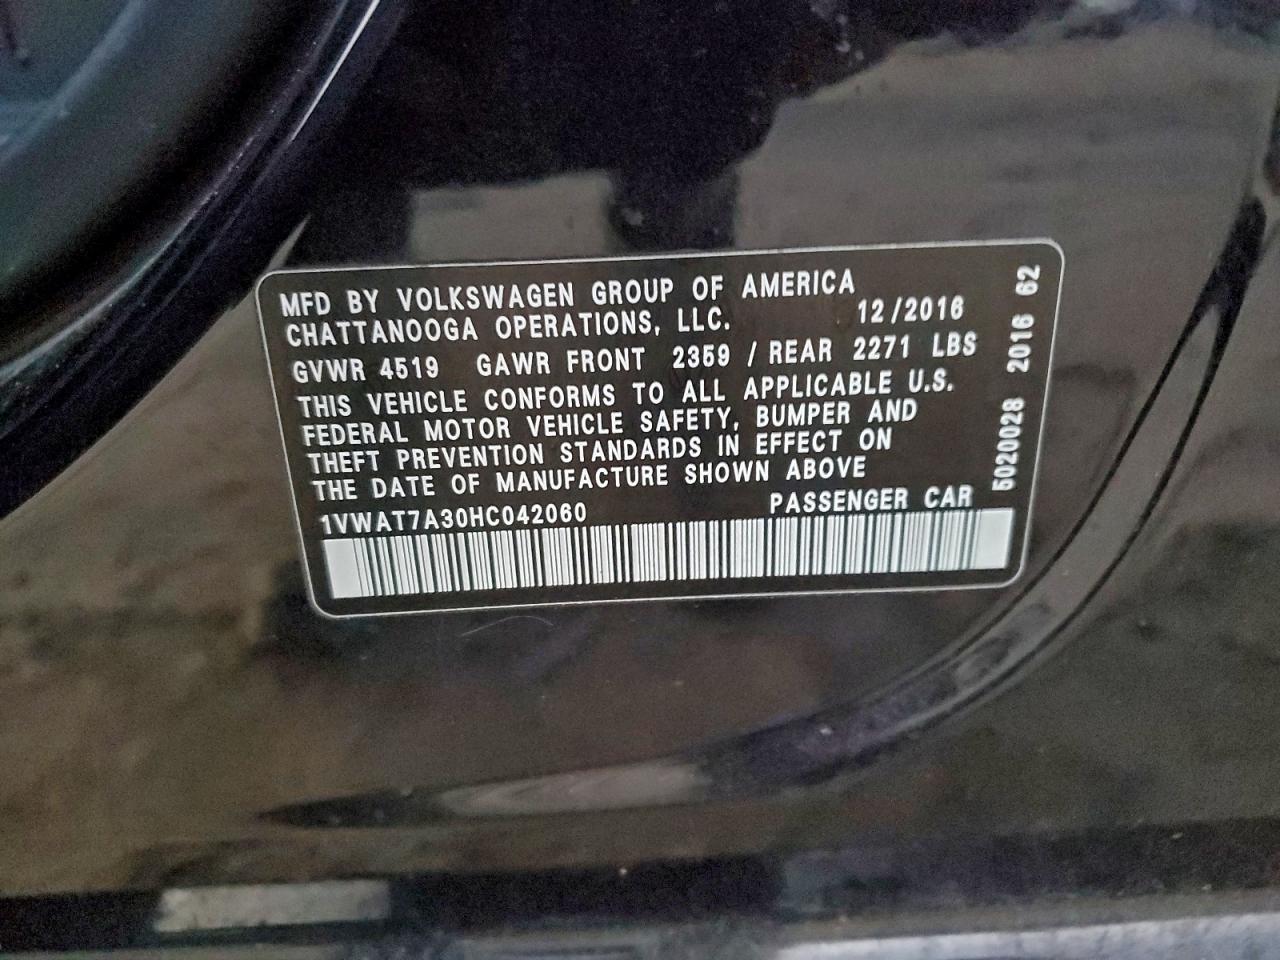 MFD BY VOLKSWAGEN GROUP OF AMERICA
CHATTANOOGA OPERATIONS, LLC. 12/2016
GVWR 4519 GAWR FRONT 2359 / REAR 2271 LBS
THIS VEHICLE CONFORMS TO ALL APPLICABLE U.S.
FEDERAL MOTOR VEHICLE SAFETY, BUMPER AND
THEFT PREVENTION STANDARDS IN EFFECT ON
THE DATE OF MANUFACTURE SHOWN ABOVE
1VWAT7A30HC042060 PASSENGER CAR
5020028 2016 62